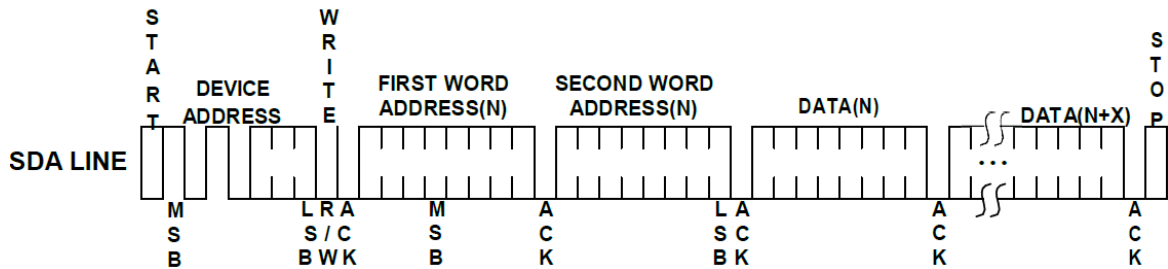 START
WRITE
STOP
DEVICE
ADDRESS
FIRST WORD
ADDRESS(N)
SECOND WORD
ADDRESS(N)
DATA(N)
DATA(N+X)
SDA LINE
...
MSB
LSB
R/W
ACK
MSB
ACK
LSB
ACK
ACK
ACK